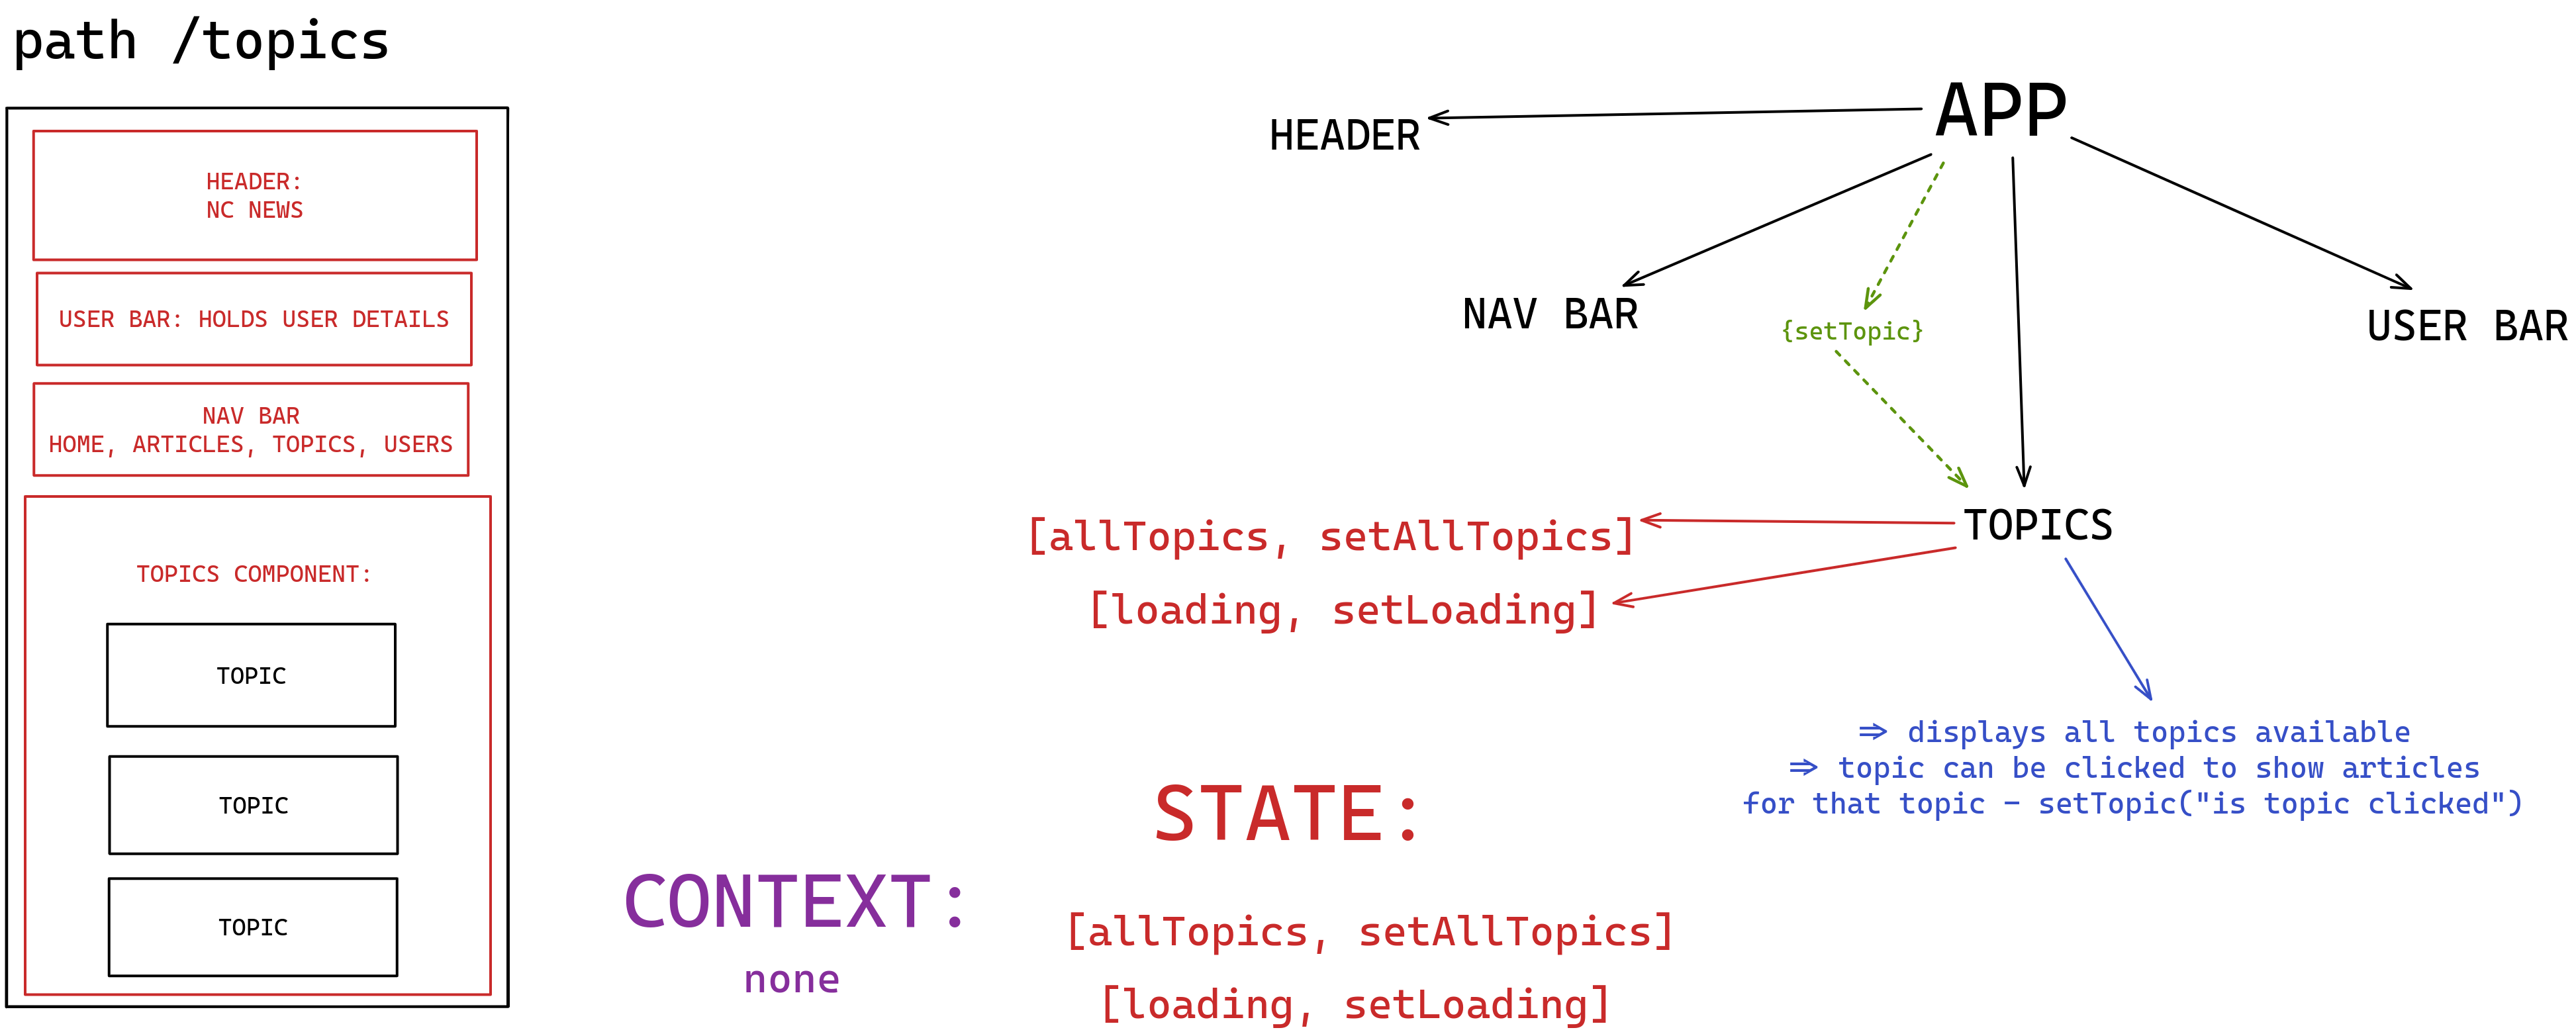 path /topics
HEADER:
NC NEWS
USER BAR: HOLDS USER DETAILS
NAV BAR
HOME, ARTICLES, TOPICS, USERS
TOPICS COMPONENT:
TOPIC
TOPIC
TOPIC
APP
HEADER
NAV BAR
{setTopic}
USER BAR
TOPICS
[allTopics, setAllTopics]
[loading, setLoading]
⇒ displays all topics available
⇒ topic can be clicked to show articles
for that topic - setTopic("is topic clicked")
CONTEXT:
none
STATE:
[allTopics, setAllTopics]
[loading, setLoading]